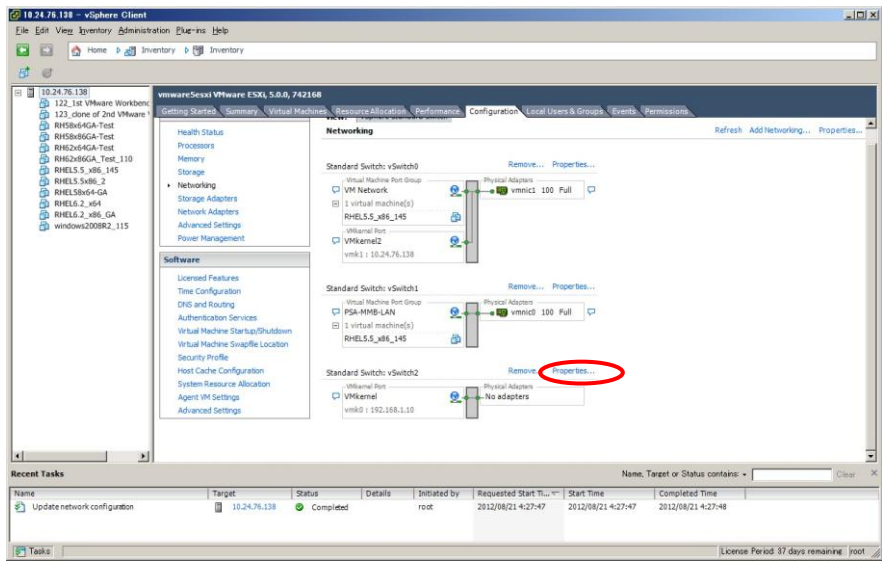 10.24.76.138 - vSphere Client
File Edit View Inventory Administration Plug-ins Help
Home Inventory Inventory
10.24.76.138
122_1st VMware Workbenc
123_clone of 2nd VMware
RH58x64GA-Test
RH58x86GA-Test
RH62x64GA-Test
RH62x86GA_Test_110
RHEL5.5_x86_145
RHEL5.5x86_2
RHEL58x64-GA
RHEL6.2_x64
RHEL6.2_x86_GA
windows2008R2_115
vmware5esxi VMware ESXi, 5.0.0, 742168
Getting Started Summary Virtual Machines Resource Allocation Performance Configuration Local Users & Groups Events Permissions
Health Status
Processors
Memory
Storage
Networking
Storage Adapters
Network Adapters
Advanced Settings
Power Management
Software
Licensed Features
Time Configuration
DNS and Routing
Authentication Services
Virtual Machine Startup/Shutdown
Virtual Machine Swapfile Location
Security Profile
Host Cache Configuration
System Resource Allocation
Agent VM Settings
Advanced Settings
View: vSphere Standard Switch
Networking
Refresh Add Networking... Properties...
Standard Switch: vSwitch0 Remove... Properties...
Virtual Machine Port Group Physical Adapters
VM Network vmnic1 100 Full
1 virtual machine(s)
RHEL5.5_x86_145
VMkernel Port
VMkernel2
vmk1 : 10.24.76.138
Standard Switch: vSwitch1 Remove... Properties...
Virtual Machine Port Group Physical Adapters
PSA-MMB-LAN vmnic0 100 Full
1 virtual machine(s)
RHEL5.5_x86_145
Standard Switch: vSwitch2 Remove... Properties...
VMkernel Port Physical Adapters
VMkernel No adapters
vmk0 : 192.168.1.10
Recent Tasks
Name, Target or Status contains: Clear
Name Target Status Details Initiated by Requested Start Ti... Start Time Completed Time
Update network configuration 10.24.76.138 Completed root 2012/08/21 4:27:47 2012/08/21 4:27:47 2012/08/21 4:27:48
Tasks
License Period: 37 days remaining root